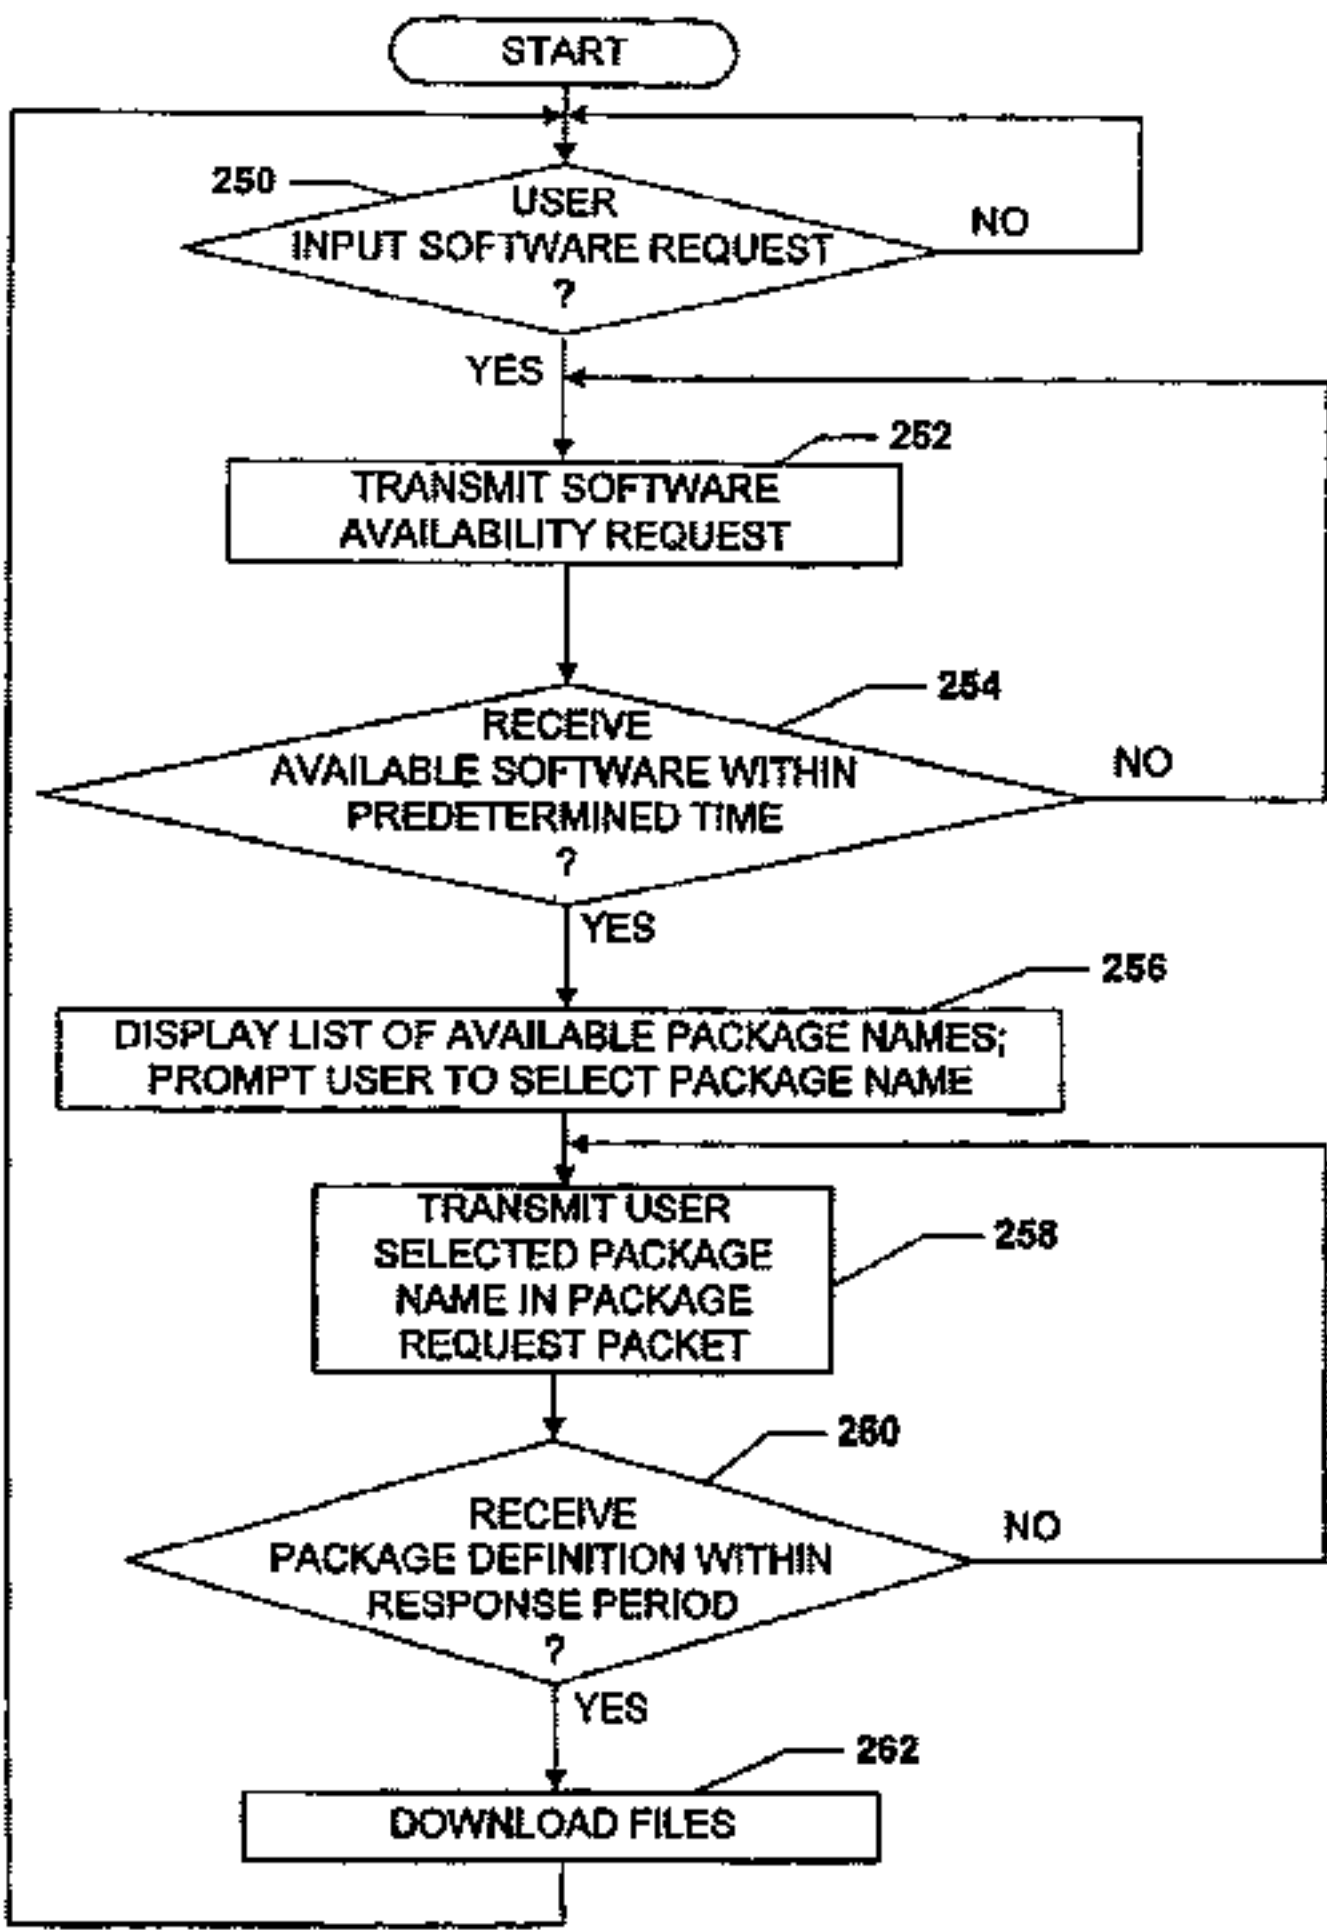 START
250
USER
INPUT SOFTWARE REQUEST
?
NO
YES
252
TRANSMIT SOFTWARE
AVAILABILITY REQUEST
254
RECEIVE
AVAILABLE SOFTWARE WITHIN
PREDETERMINED TIME
?
NO
YES
256
DISPLAY LIST OF AVAILABLE PACKAGE NAMES;
PROMPT USER TO SELECT PACKAGE NAME
TRANSMIT USER
SELECTED PACKAGE
NAME IN PACKAGE
REQUEST PACKET
258
260
RECEIVE
PACKAGE DEFINITION WITHIN
RESPONSE PERIOD
?
NO
YES
262
DOWNLOAD FILES